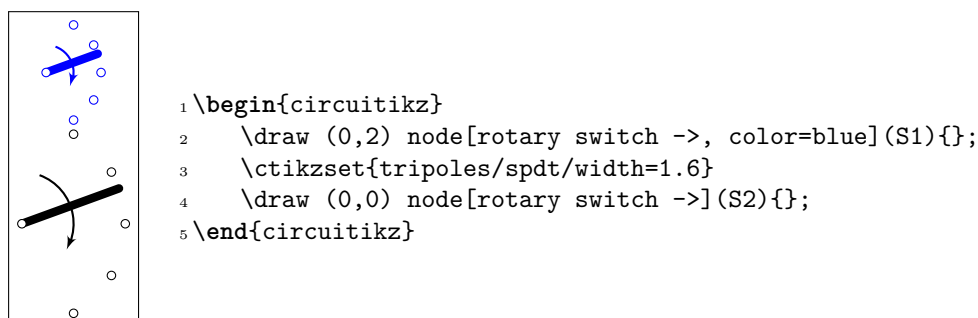 1 \begin{circuitikz}
2 \draw (0,2) node[rotary switch ->, color=blue](S1){};
3 \ctikzset{tripoles/spdt/width=1.6}
4 \draw (0,0) node[rotary switch ->](S2){};
5 \end{circuitikz}